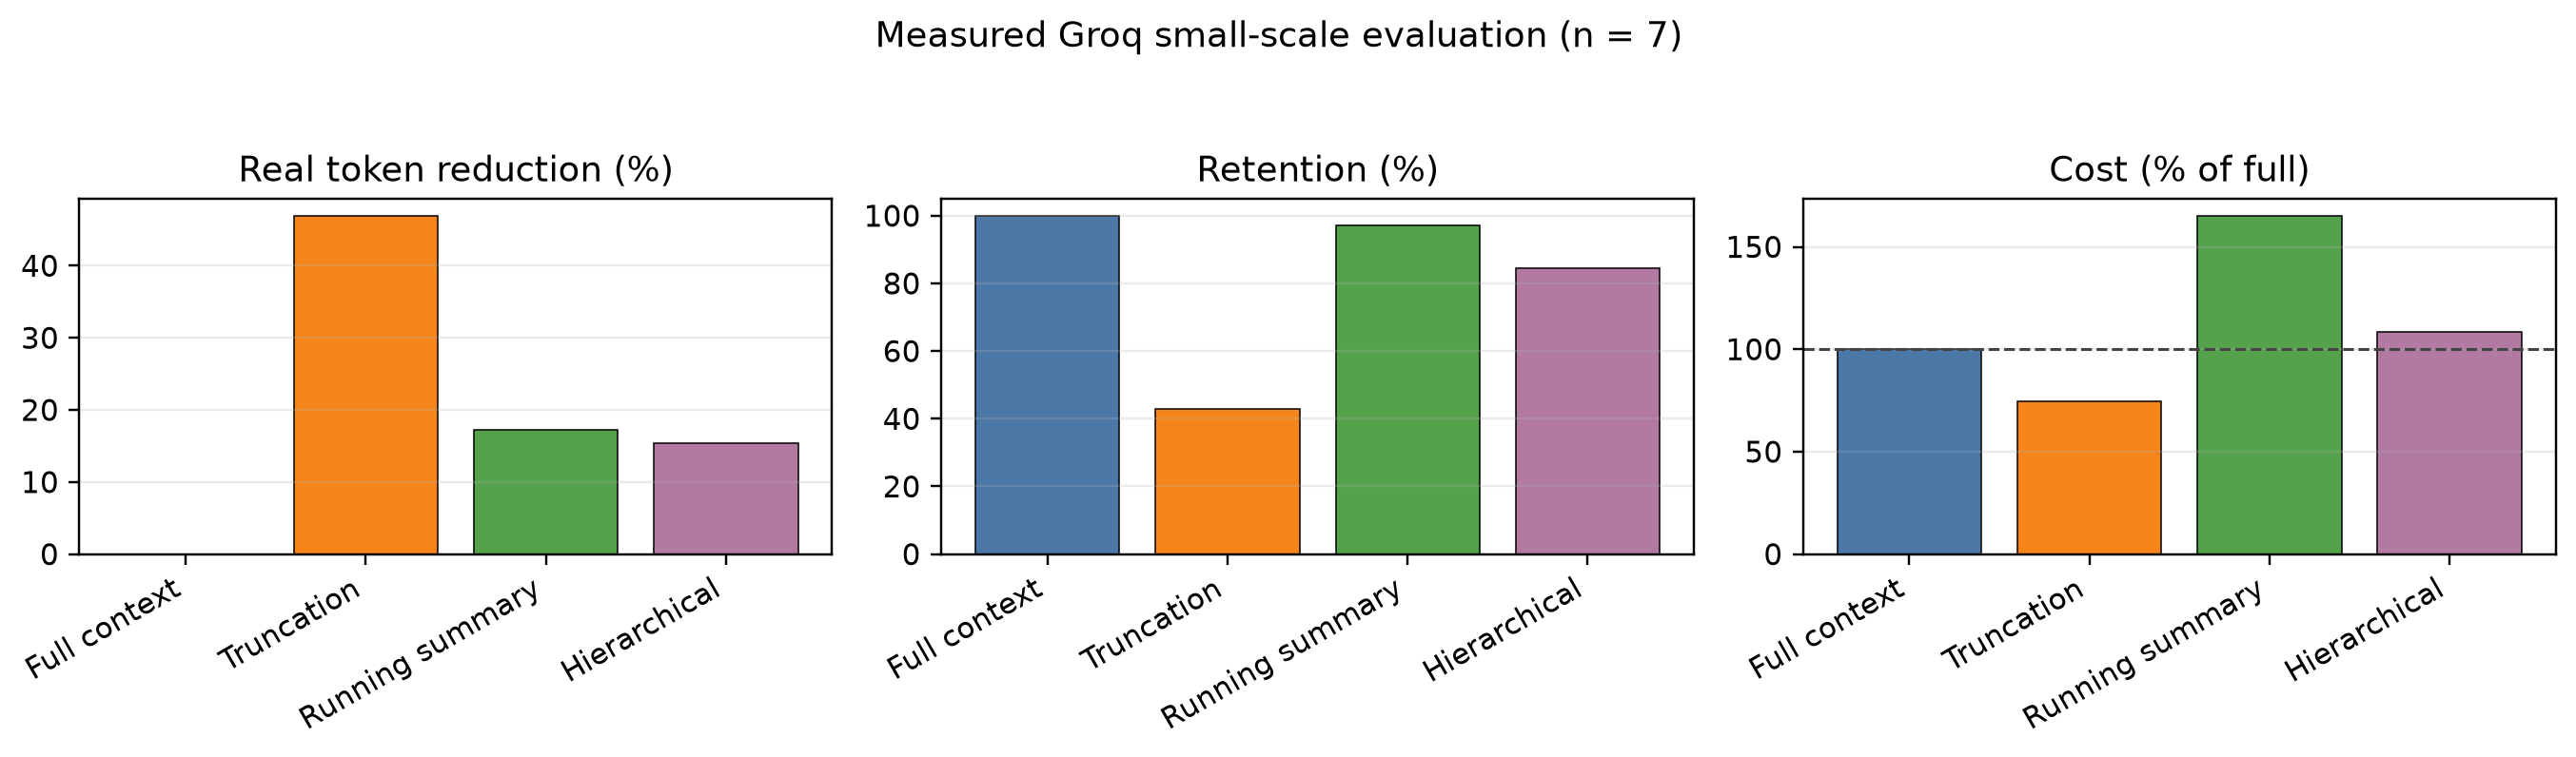 Measured Groq small-scale evaluation (n = 7)
Real token reduction (%)
40
30
20
10
0
Full context
Truncation
Running summary
Hierarchical
Retention (%)
100
80
60
40
20
0
Full context
Truncation
Running summary
Hierarchical
Cost (% of full)
150
100
50
0
Full context
Truncation
Running summary
Hierarchical